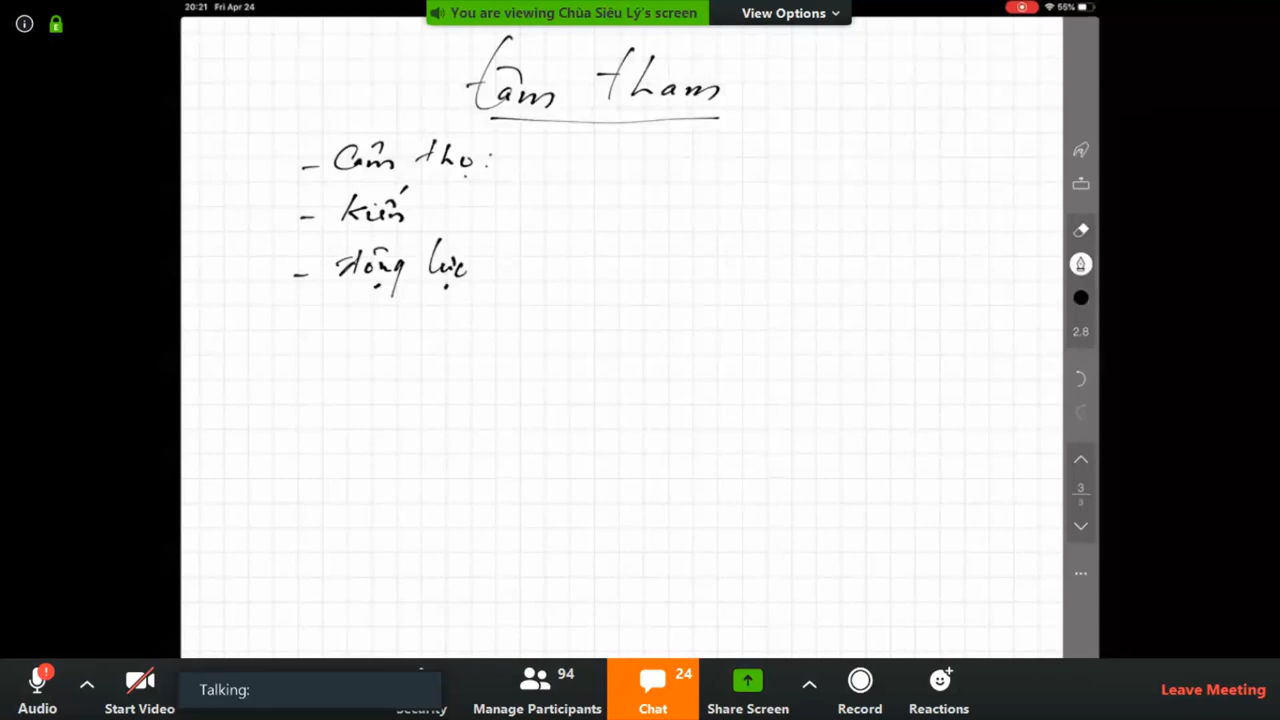 20:21 Fri Apr 24
You are viewing Chùa Siêu Lý's screen
View Options
55%
tâm tham
- Cảm thọ:
- kiến
- động lực
2.8
3
3
Talking:
94
24
Audio
Start Video
Security
Manage Participants
Chat
Share Screen
Record
Reactions
Leave Meeting